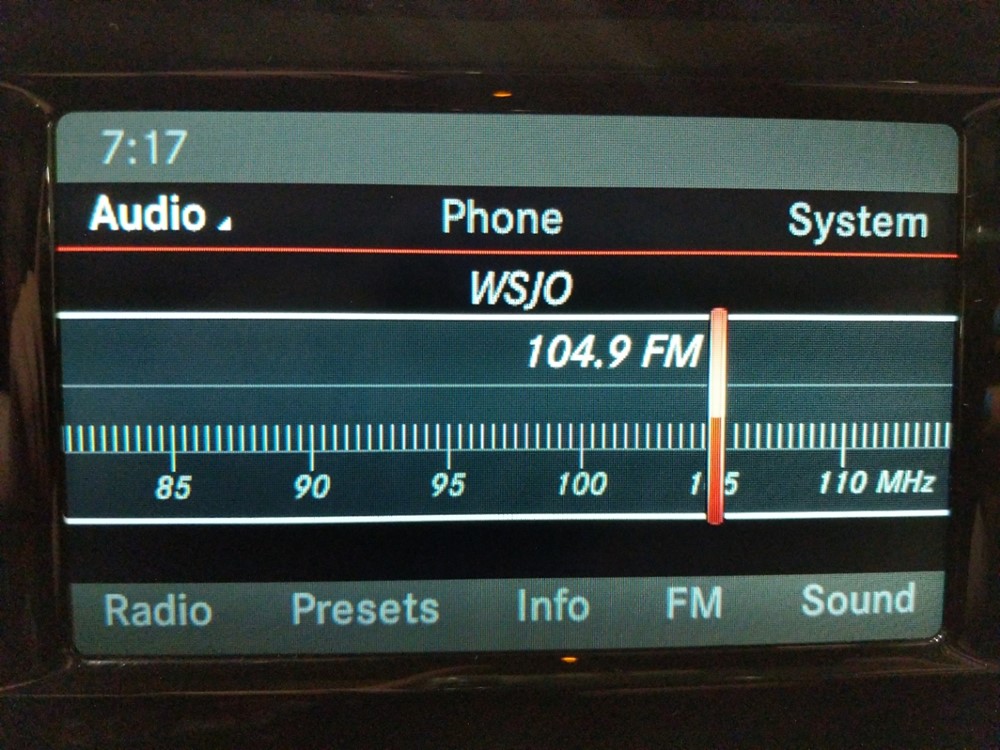 7:17
Audio Phone System
WSJO
104.9 FM
85 90 95 100 105 110 MHz
Radio Presets Info FM Sound